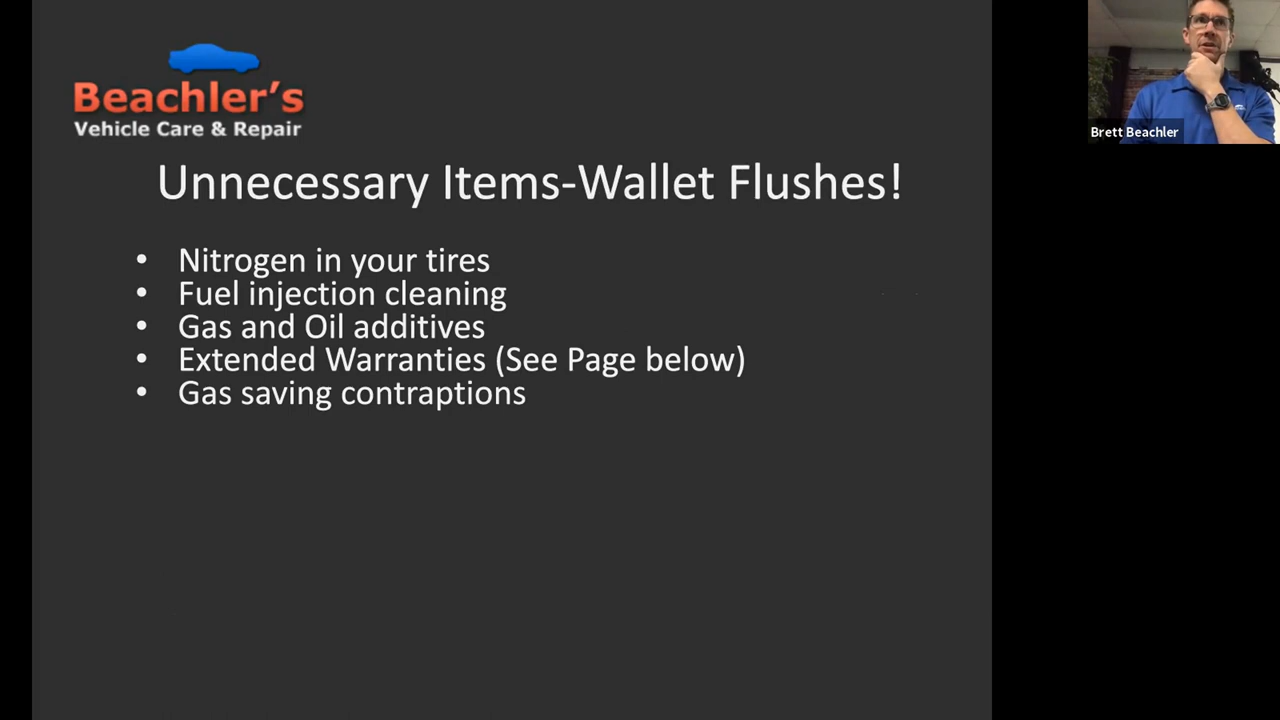 Beachler's
Vehicle Care & Repair
Brett Beachler
Unnecessary Items-Wallet Flushes!
• Nitrogen in your tires
• Fuel injection cleaning
• Gas and Oil additives
• Extended Warranties (See Page below)
• Gas saving contraptions